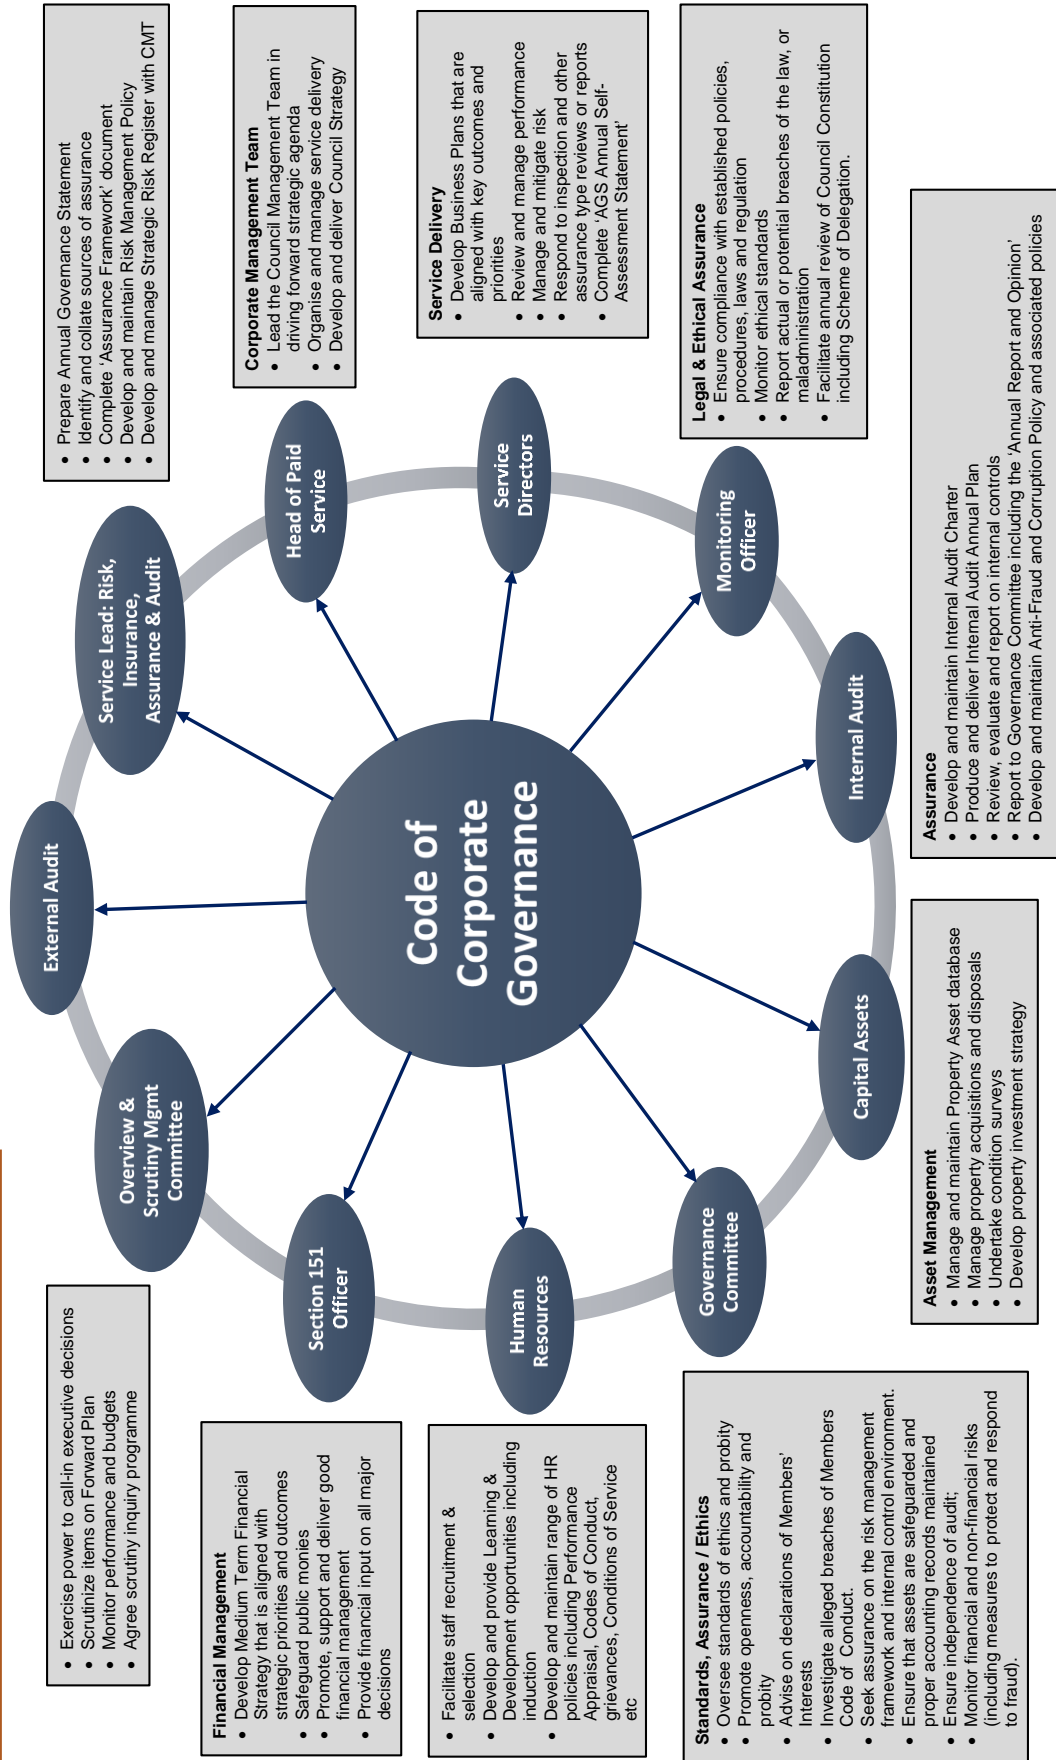 Code of
Corporate
Governance
External Audit
Service Lead: Risk,
Insurance,
Assurance & Audit
Head of Paid
Service
Service
Directors
Monitoring
Officer
Internal Audit
Capital Assets
Governance
Committee
Human
Resources
Section 151
Officer
Overview &
Scrutiny Mgmt
Committee
• Exercise power to call-in executive decisions
• Scrutinize items on Forward Plan
• Monitor performance and budgets
• Agree scrutiny inquiry programme
Financial Management
• Develop Medium Term Financial
Strategy that is aligned with
strategic priorities and outcomes
• Safeguard public monies
• Promote, support and deliver good
financial management
• Provide financial input on all major
decisions
• Facilitate staff recruitment &
selection
• Develop and provide Learning &
Development opportunities including
induction
• Develop and maintain range of HR
policies including Performance
Appraisal, Codes of Conduct,
grievances, Conditions of Service
etc
Standards, Assurance / Ethics
• Oversee standards of ethics and probity
• Promote openness, accountability and
probity
• Advise on declarations of Members'
Interests
• Investigate alleged breaches of Members
Code of Conduct.
• Seek assurance on the risk management
framework and internal control environment.
• Ensure that assets are safeguarded and
proper accounting records maintained
• Ensure independence of audit;
• Monitor financial and non-financial risks
(including measures to protect and respond
to fraud).
Asset Management
• Manage and maintain Property Asset database
• Manage property acquisitions and disposals
• Undertake condition surveys
• Develop property investment strategy
Assurance
• Develop and maintain Internal Audit Charter
• Produce and deliver Internal Audit Annual Plan
• Review, evaluate and report on internal controls
• Report to Governance Committee including the 'Annual Report and Opinion'
• Develop and maintain Anti-Fraud and Corruption Policy and associated policies
Legal & Ethical Assurance
• Ensure compliance with established policies,
procedures, laws and regulation
• Monitor ethical standards
• Report actual or potential breaches of the law, or
maladministration
• Facilitate annual review of Council Constitution
including Scheme of Delegation.
Service Delivery
• Develop Business Plans that are
aligned with key outcomes and
priorities
• Review and manage performance
• Manage and mitigate risk
• Respond to inspection and other
assurance type reviews or reports
• Complete 'AGS Annual Self-
Assessment Statement'
Corporate Management Team
• Lead the Council Management Team in
driving forward strategic agenda
• Organise and manage service delivery
• Develop and deliver Council Strategy
• Prepare Annual Governance Statement
• Identify and collate sources of assurance
• Complete 'Assurance Framework' document
• Develop and maintain Risk Management Policy
• Develop and manage Strategic Risk Register with CMT